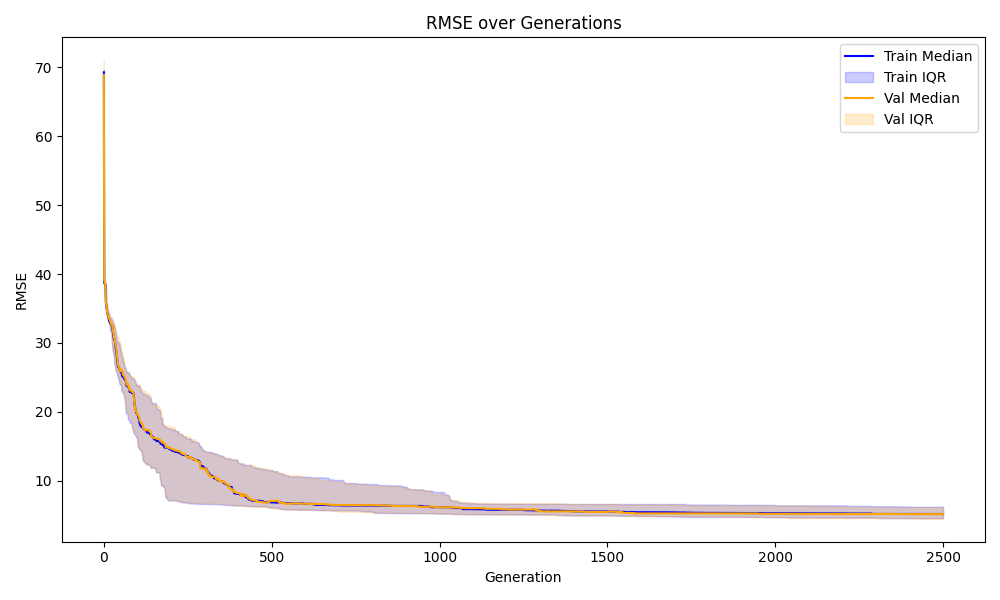 RMSE over Generations
Train Median
Train IQR
Val Median
Val IQR
RMSE
70
60
50
40
30
20
10
0
500
1000
1500
2000
2500
Generation